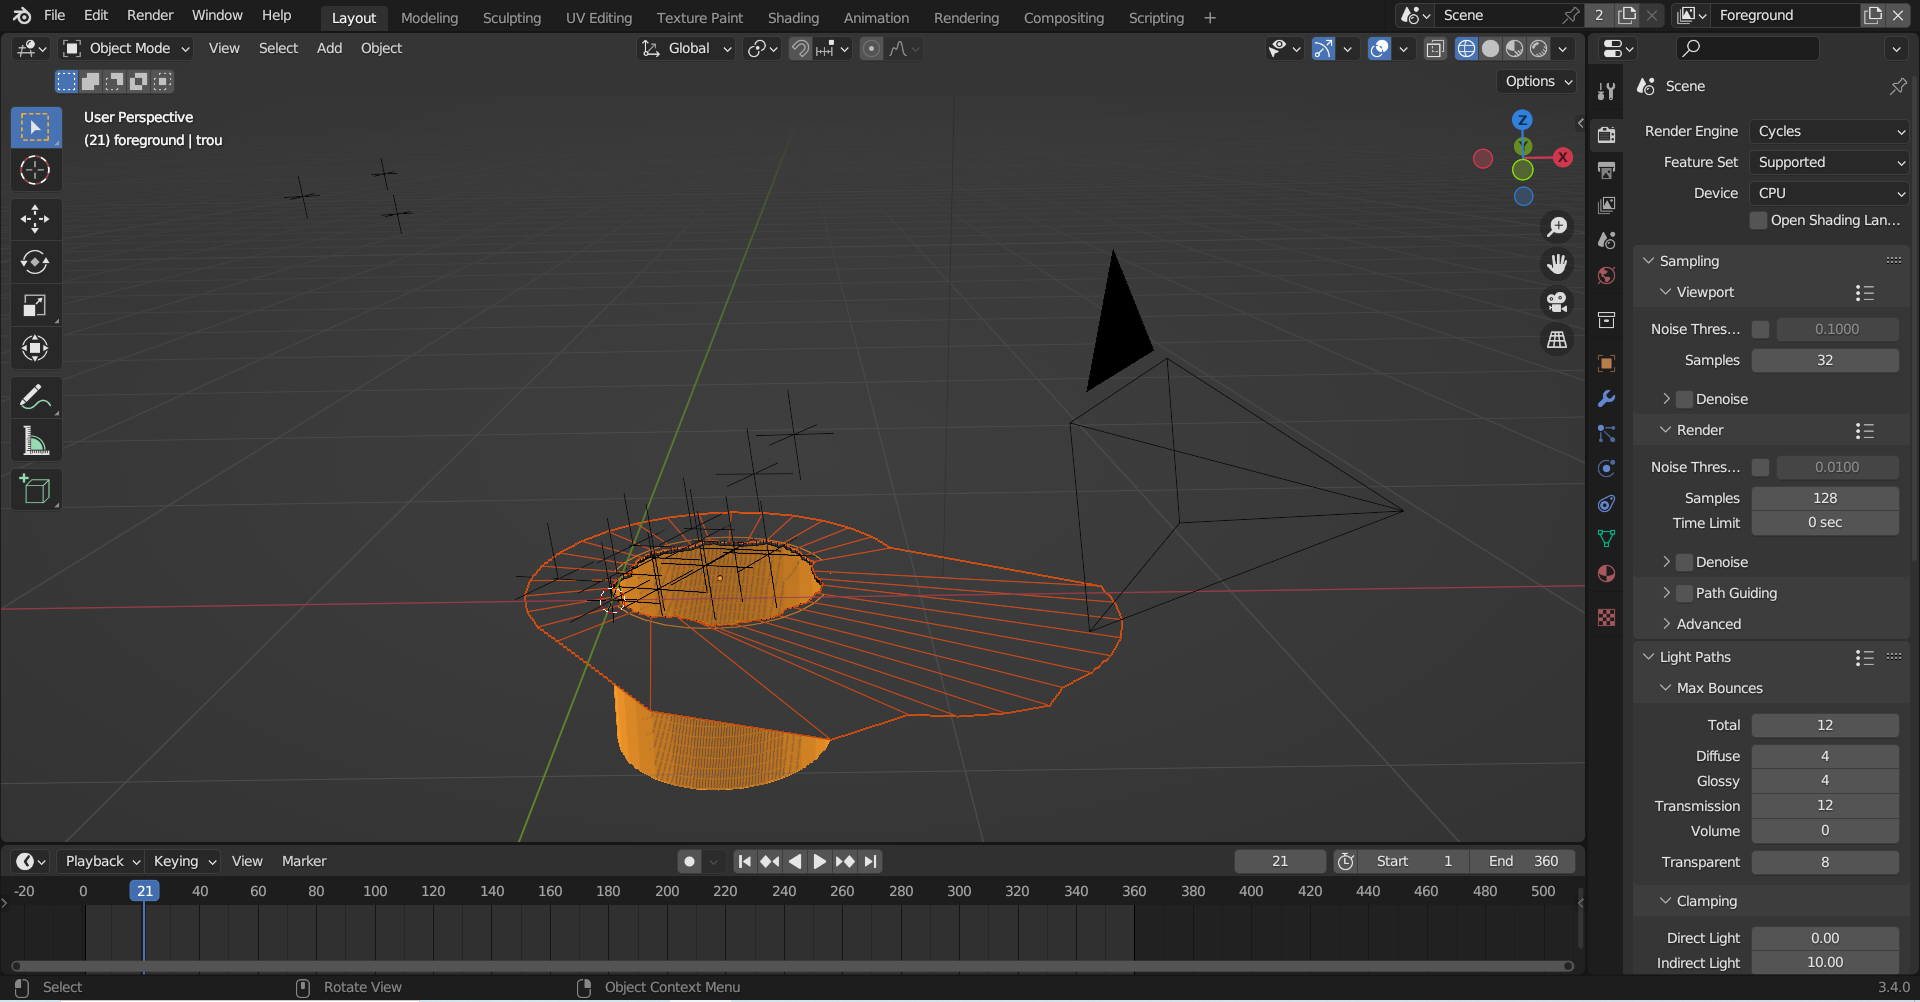 File Edit Render Window Help Layout Modeling Sculpting UV Editing Texture Paint Shading Animation Rendering Compositing Scripting + Scene 2 Foreground
Object Mode View Select Add Object Global
Options
User Perspective
(21) foreground | trou
Z
Y
X
Scene
Render Engine Cycles
Feature Set Supported
Device CPU
Open Shading Lan...
Sampling
Viewport
Noise Thres... 0.1000
Samples 32
Denoise
Render
Noise Thres... 0.0100
Samples 128
Time Limit 0 sec
Denoise
Path Guiding
Advanced
Light Paths
Max Bounces
Total 12
Diffuse 4
Glossy 4
Transmission 12
Volume 0
Transparent 8
Clamping
Direct Light 0.00
Indirect Light 10.00
Playback Keying View Marker 21 Start 1 End 360
-20 0 21 40 60 80 100 120 140 160 180 200 220 240 260 280 300 320 340 360 380 400 420 440 460 480 500
Select Rotate View Object Context Menu 3.4.0